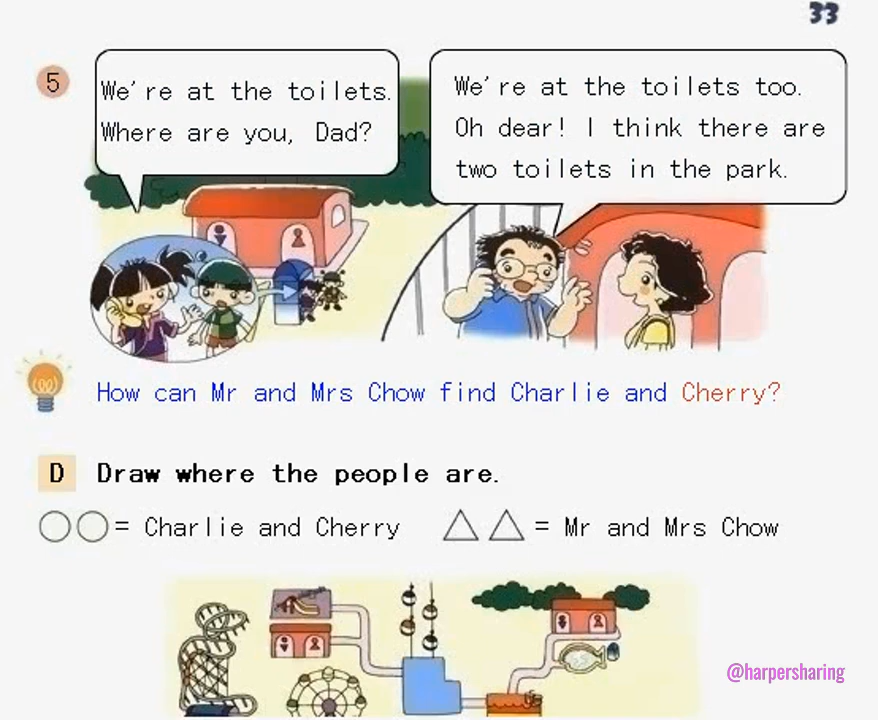 33
5
We're at the toilets.
Where are you, Dad?
We're at the toilets too.
Oh dear! I think there are
two toilets in the park.
How can Mr and Mrs Chow find Charlie and Cherry?
D Draw where the people are.
○○= Charlie and Cherry △△ = Mr and Mrs Chow
@harpersharing